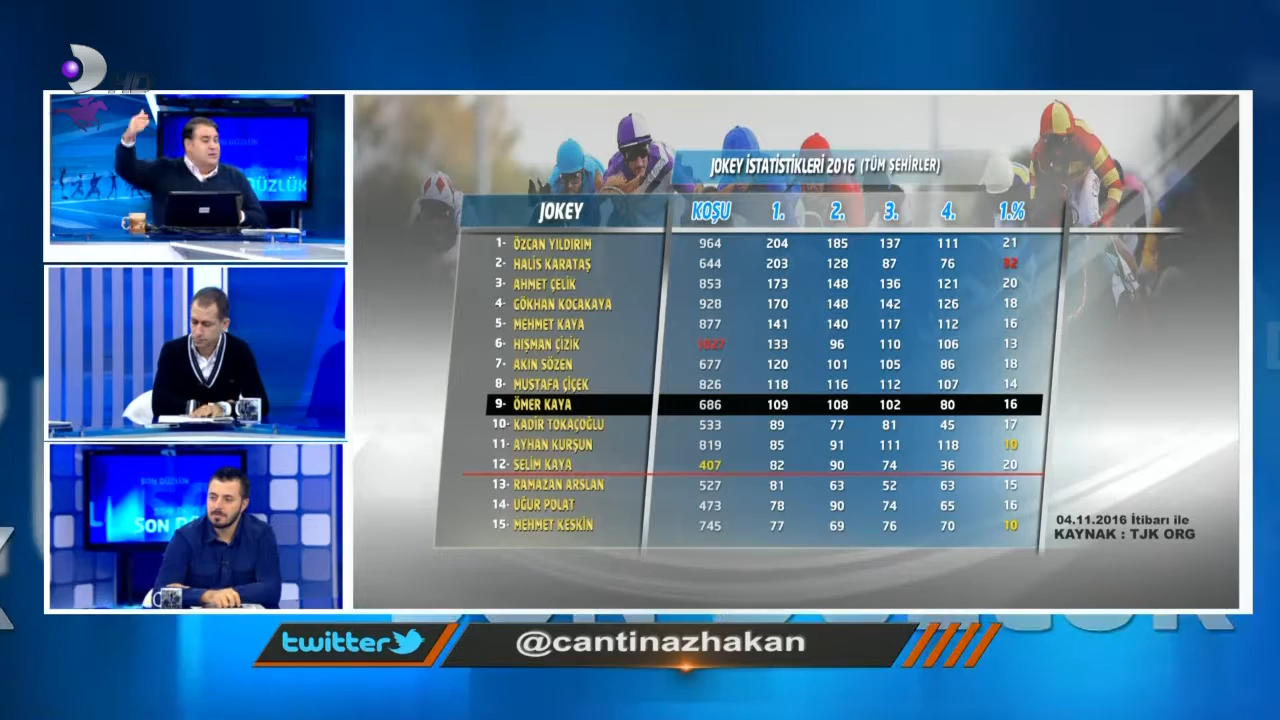 HD
SON DÜZLÜK
DÜZLÜK
SON DÜZLÜK
SON DÜ
JOKEY İSTATİSTİKLERİ 2016 (TÜM ŞEHİRLER)
JOKEY KOŞU 1. 2. 3. 4. 1.%
1- ÖZCAN YILDIRIM 964 204 185 137 111 21
2- HALİS KARATAŞ 644 203 128 87 76 32
3- AHMET ÇELİK 853 173 148 136 121 20
4- GÖKHAN KOCAKAYA 928 170 148 142 126 18
5- MEHMET KAYA 877 141 140 117 112 16
6- HIŞMAN ÇİZİK 1027 133 96 110 106 13
7- AKIN SÖZEN 677 120 101 105 86 18
8- MUSTAFA ÇİÇEK 826 118 116 112 107 14
9- ÖMER KAYA 686 109 108 102 80 16
10- KADİR TOKAÇOĞLU 533 89 77 81 45 17
11- AYHAN KURŞUN 819 85 91 111 118 10
12- SELİM KAYA 407 82 90 74 36 20
13- RAMAZAN ARSLAN 527 81 63 52 63 15
14- UĞUR POLAT 473 78 90 74 65 16
15- MEHMET KESKİN 745 77 69 76 70 10
04.11.2016 İtibarı ile
KAYNAK : TJK ORG
twitter @cantinazhakan